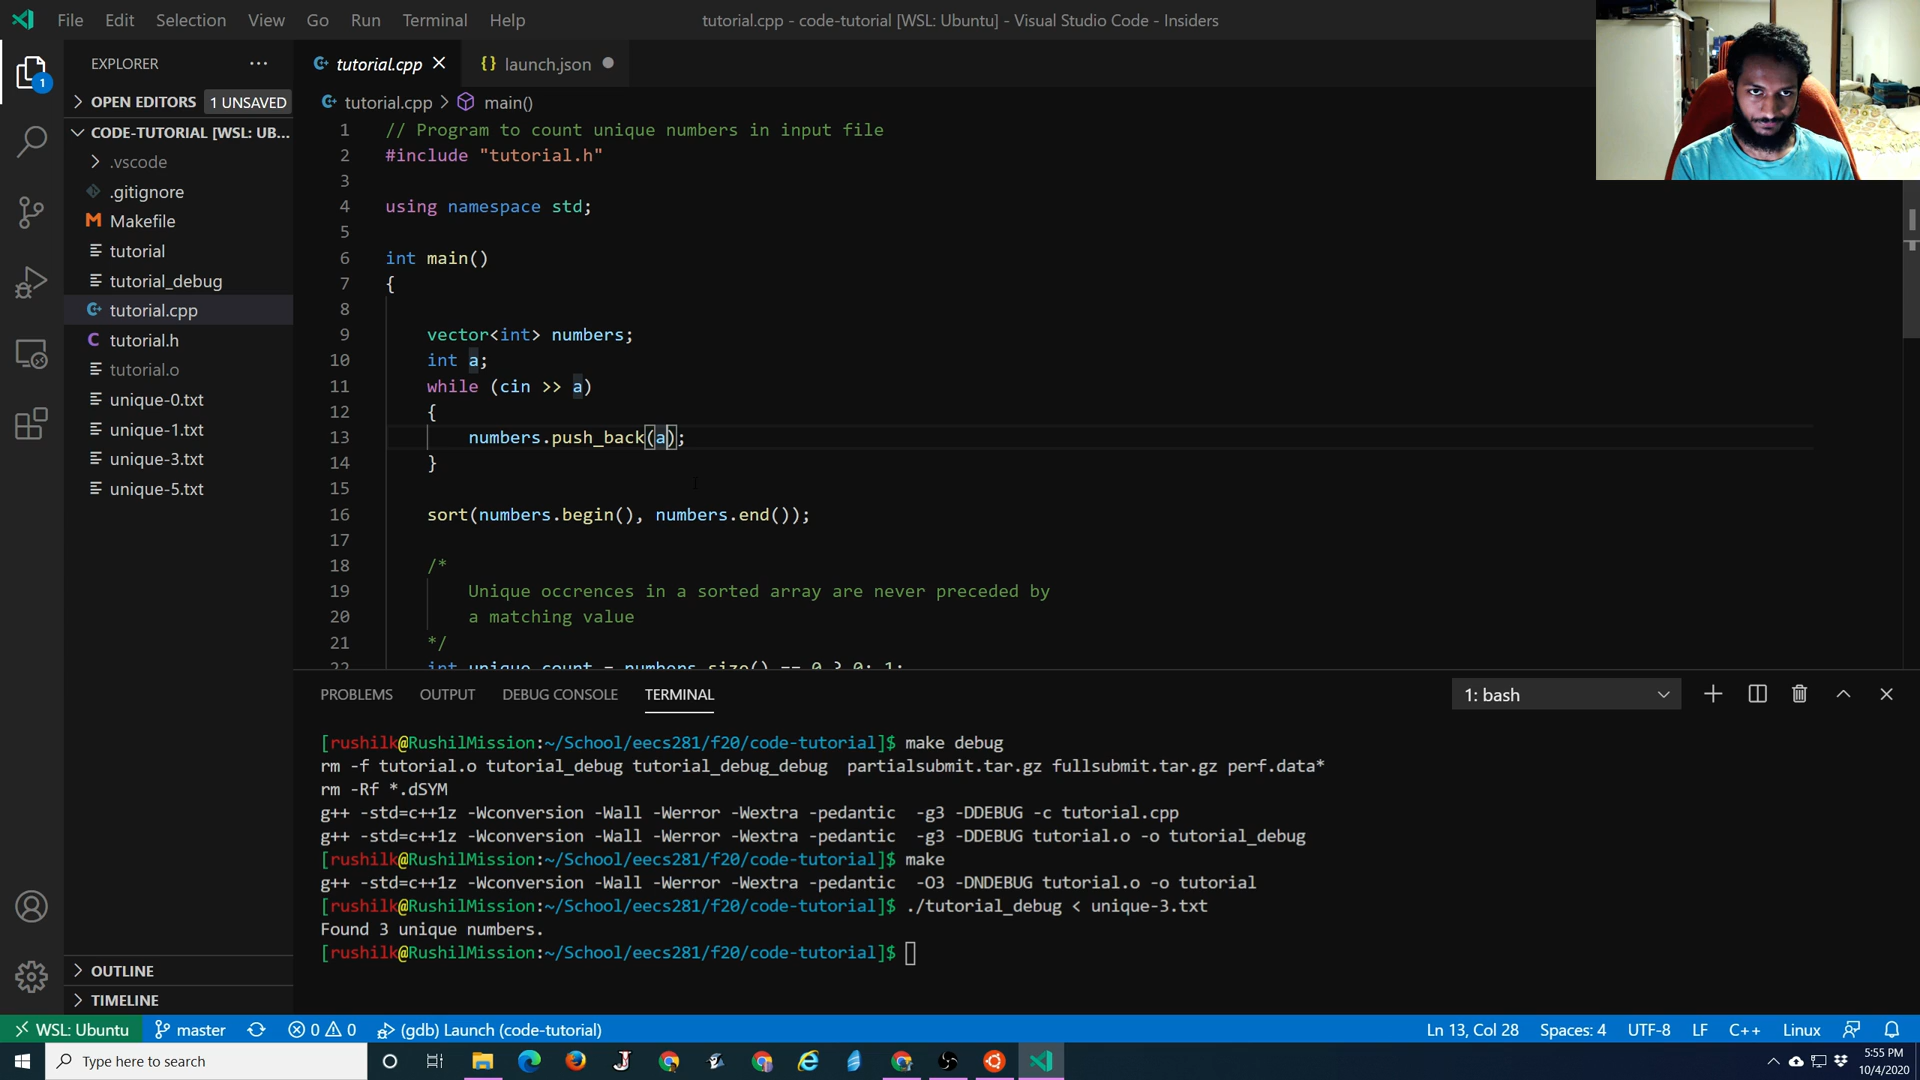 File Edit Selection View Go Run Terminal Help
tutorial.cpp - code-tutorial [WSL: Ubuntu] - Visual Studio Code - Insiders
1
EXPLORER ···
OPEN EDITORS 1 UNSAVED
CODE-TUTORIAL [WSL: UB...
.vscode
.gitignore
M Makefile
tutorial
tutorial_debug
tutorial.cpp
C tutorial.h
tutorial.o
unique-0.txt
unique-1.txt
unique-3.txt
unique-5.txt
OUTLINE
TIMELINE
tutorial.cpp
{} launch.json
tutorial.cpp > main()
1 // Program to count unique numbers in input file
2 #include "tutorial.h"
3
4 using namespace std;
5
6 int main()
7 {
8
9 vector<int> numbers;
10 int a;
11 while (cin >> a)
12 {
13 numbers.push_back(a);
14 }
15
16 sort(numbers.begin(), numbers.end());
17
18 /*
19 Unique occrences in a sorted array are never preceded by
20 a matching value
21 */
22 int unique_count = numbers.size() == 0 ? 0: 1;
PROBLEMS OUTPUT DEBUG CONSOLE TERMINAL
1: bash
[rushilk@RushilMission:~/School/eecs281/f20/code-tutorial]$ make debug
rm -f tutorial.o tutorial_debug tutorial_debug_debug partialsubmit.tar.gz fullsubmit.tar.gz perf.data*
rm -Rf *.dSYM
g++ -std=c++1z -Wconversion -Wall -Werror -Wextra -pedantic -g3 -DDEBUG -c tutorial.cpp
g++ -std=c++1z -Wconversion -Wall -Werror -Wextra -pedantic -g3 -DDEBUG tutorial.o -o tutorial_debug
[rushilk@RushilMission:~/School/eecs281/f20/code-tutorial]$ make
g++ -std=c++1z -Wconversion -Wall -Werror -Wextra -pedantic -O3 -DNDEBUG tutorial.o -o tutorial
[rushilk@RushilMission:~/School/eecs281/f20/code-tutorial]$ ./tutorial_debug < unique-3.txt
Found 3 unique numbers.
[rushilk@RushilMission:~/School/eecs281/f20/code-tutorial]$
WSL: Ubuntu master 0 0 (gdb) Launch (code-tutorial)
Ln 13, Col 28 Spaces: 4 UTF-8 LF C++ Linux
Type here to search
5:55 PM
10/4/2020